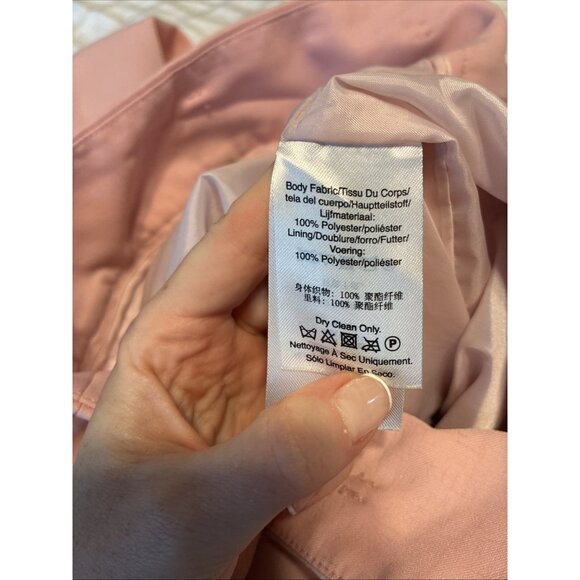 Body Fabric/Tissu Du Corps/
tela del cuerpo/Hauptteilstoff/
Lijfmateriaal:
100% Polyester/poliéster
Lining/Doublure/forro/Futter/
Voering:
100% Polyester/poliéster
身体织物: 100% 聚酯纤维
里料: 100% 聚酯纤维
Dry Clean Only.
P
Nettoyage À Sec Uniquement.
Sólo Limpiar En Seco.